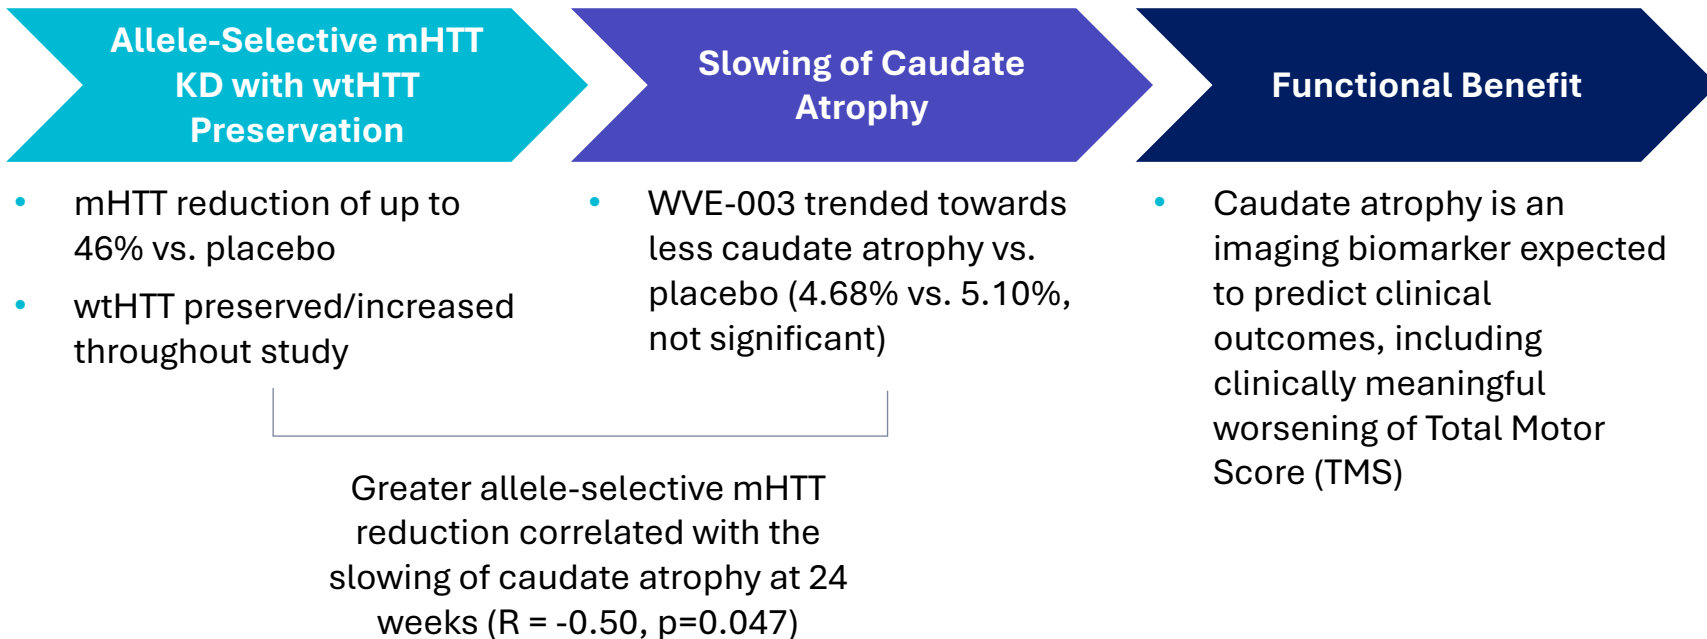 Allele-Selective mHTT
KD with wtHTT
Preservation
Slowing of Caudate
Atrophy
Functional Benefit
• mHTT reduction of up to
46% vs. placebo
• wtHTT preserved/increased
throughout study
• WVE-003 trended towards
less caudate atrophy vs.
placebo (4.68% vs. 5.10%,
not significant)
• Caudate atrophy is an
imaging biomarker expected
to predict clinical
outcomes, including
clinically meaningful
worsening of Total Motor
Score (TMS)
Greater allele-selective mHTT
reduction correlated with the
slowing of caudate atrophy at 24
weeks (R = -0.50, p=0.047)